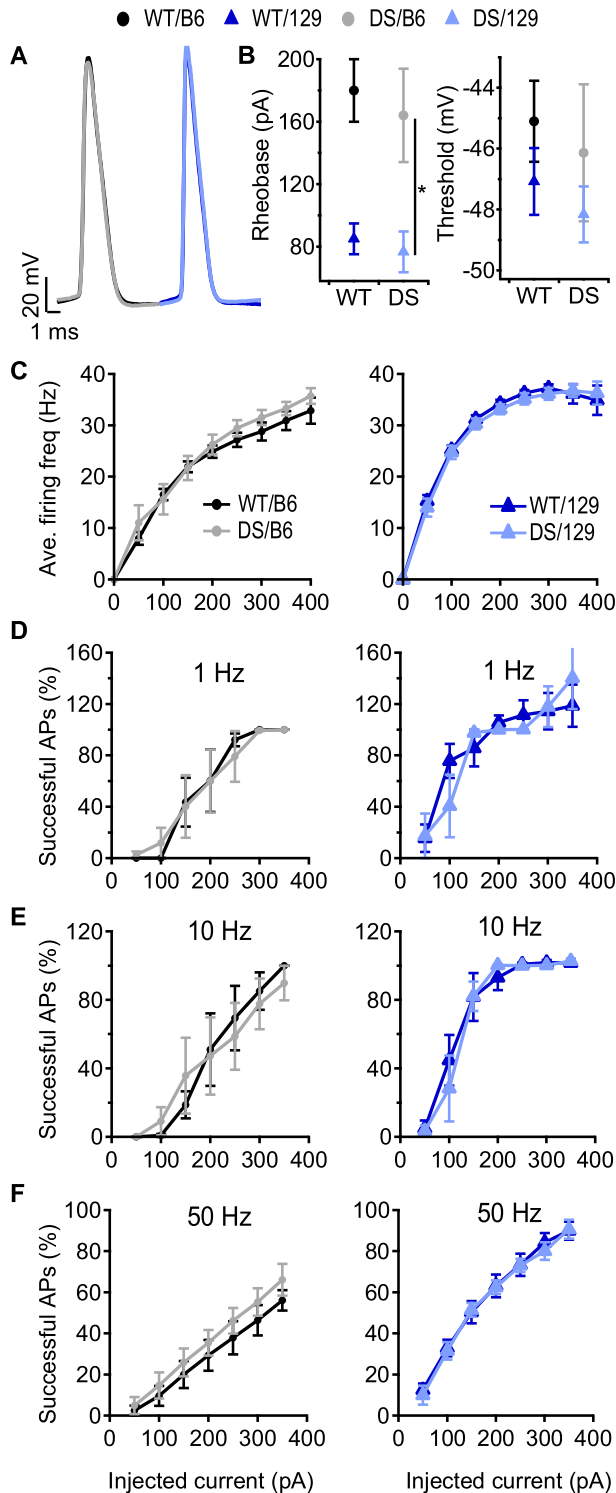 WT/B6 WT/129 DS/B6 DS/129
A
20 mV
1 ms
B
Rheobase (pA)
200
160
120
80
*
WT DS
Threshold (mV)
-44
-46
-48
-50
WT DS
C
Ave. firing freq (Hz)
40
30
20
10
0
WT/B6
DS/B6
0 100 200 300 400
40
30
20
10
0
WT/129
DS/129
0 100 200 300 400
D
Successful APs (%)
1 Hz
160
120
80
40
0
0 100 200 300 400
1 Hz
160
120
80
40
0
0 100 200 300 400
E
Successful APs (%)
10 Hz
120
80
40
0
0 100 200 300 400
10 Hz
120
80
40
0
0 100 200 300 400
F
Successful APs (%)
50 Hz
100
80
60
40
20
0
0 100 200 300 400
Injected current (pA)
50 Hz
100
80
60
40
20
0
0 100 200 300 400
Injected current (pA)